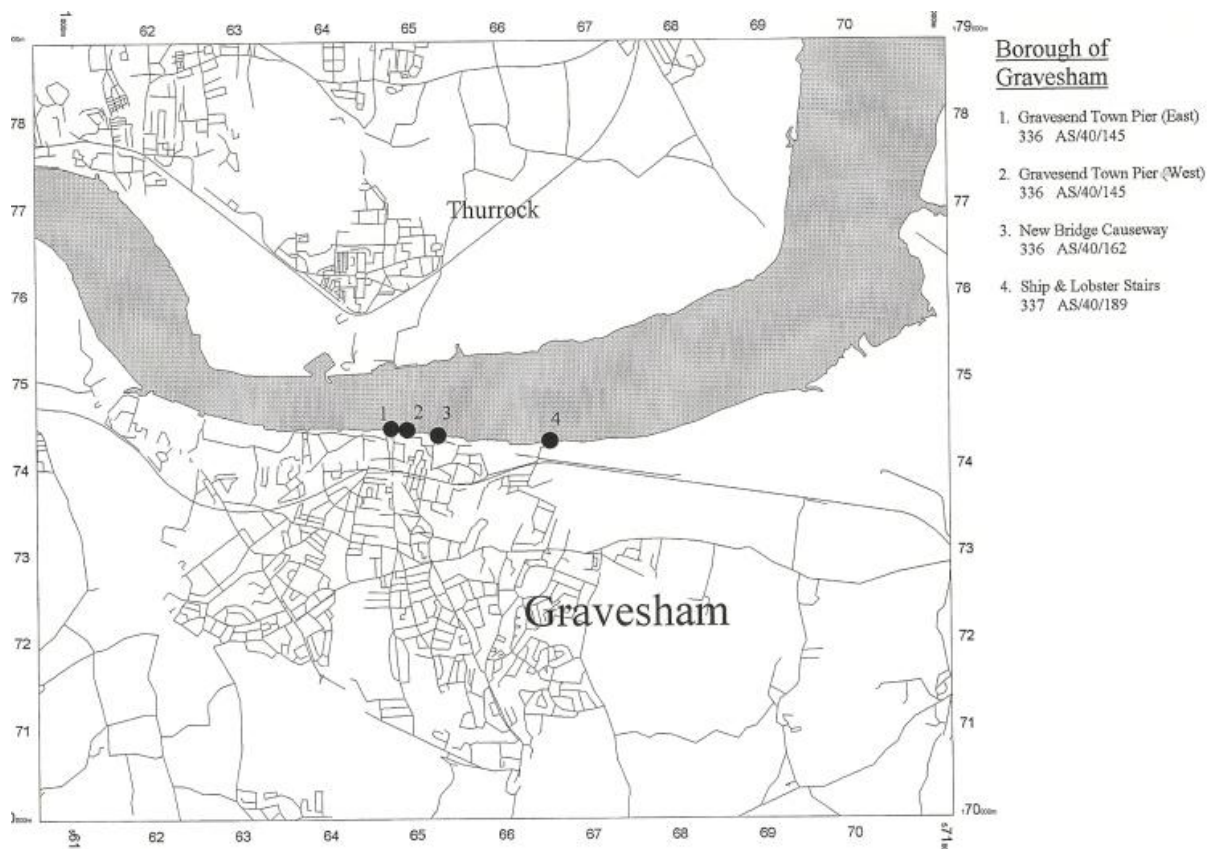 62 63 64 65 66 67 68 69 70
79
Borough of
Gravesham
1. Gravesend Town Pier (East)
336 AS/40/145
2. Gravesend Town Pier (West)
336 AS/40/145
3. New Bridge Causeway
336 AS/40/162
4. Ship & Lobster Stairs
337 AS/40/189
78 78
77 77
Thurrock
76 76
75 75
1 2 3 4
74 74
73 73
Gravesham
72 72
71 71
70
61 62 63 64 65 66 67 68 69 70 71